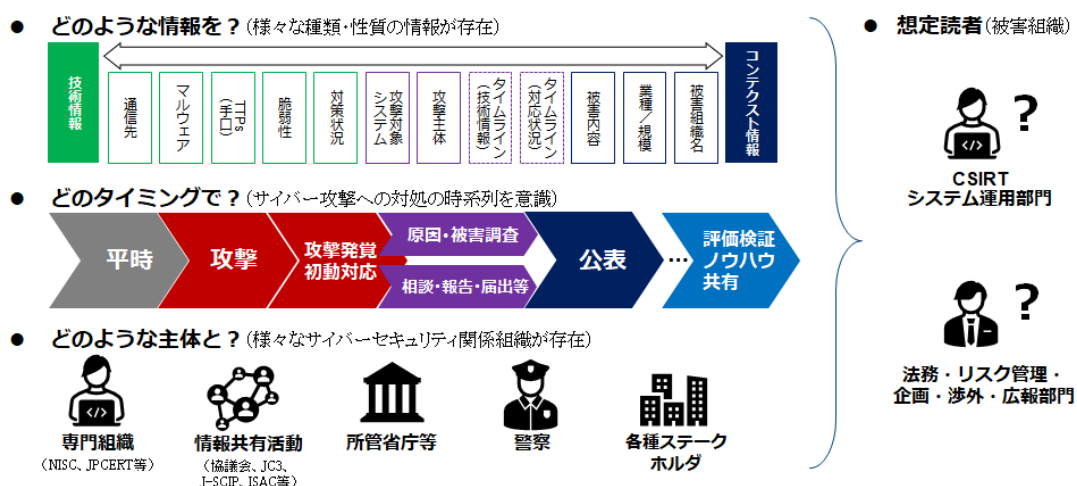 ● どのような情報を？(様々な種類・性質の情報が存在)
技術情報
通信先
マルウェア
TTPs
(手口)
脆弱性
対策状況
攻撃対象
システム
攻撃主体
タイムライン
(技術情報)
タイムライン
(対応状況)
被害内容
業種／規模
被害組織名
コンテクスト情報
● どのタイミングで？(サイバー攻撃への対処の時系列を意識)
平時
攻撃
攻撃発覚
初動対応
原因・被害調査
相談・報告・届出等
公表
…
評価検証
ノウハウ
共有
● どのような主体と？(様々なサイバーセキュリティ関係組織が存在)
</>
専門組織
(NISC、JPCERT等)
情報共有活動
(協議会、JC3、
J-SCIP、ISAC等)
所管省庁等
警察
各種ステーク
ホルダ
● 想定読者(被害組織)
</>
?
CSIRT
システム運用部門
?
法務・リスク管理・
企画・渉外・広報部門